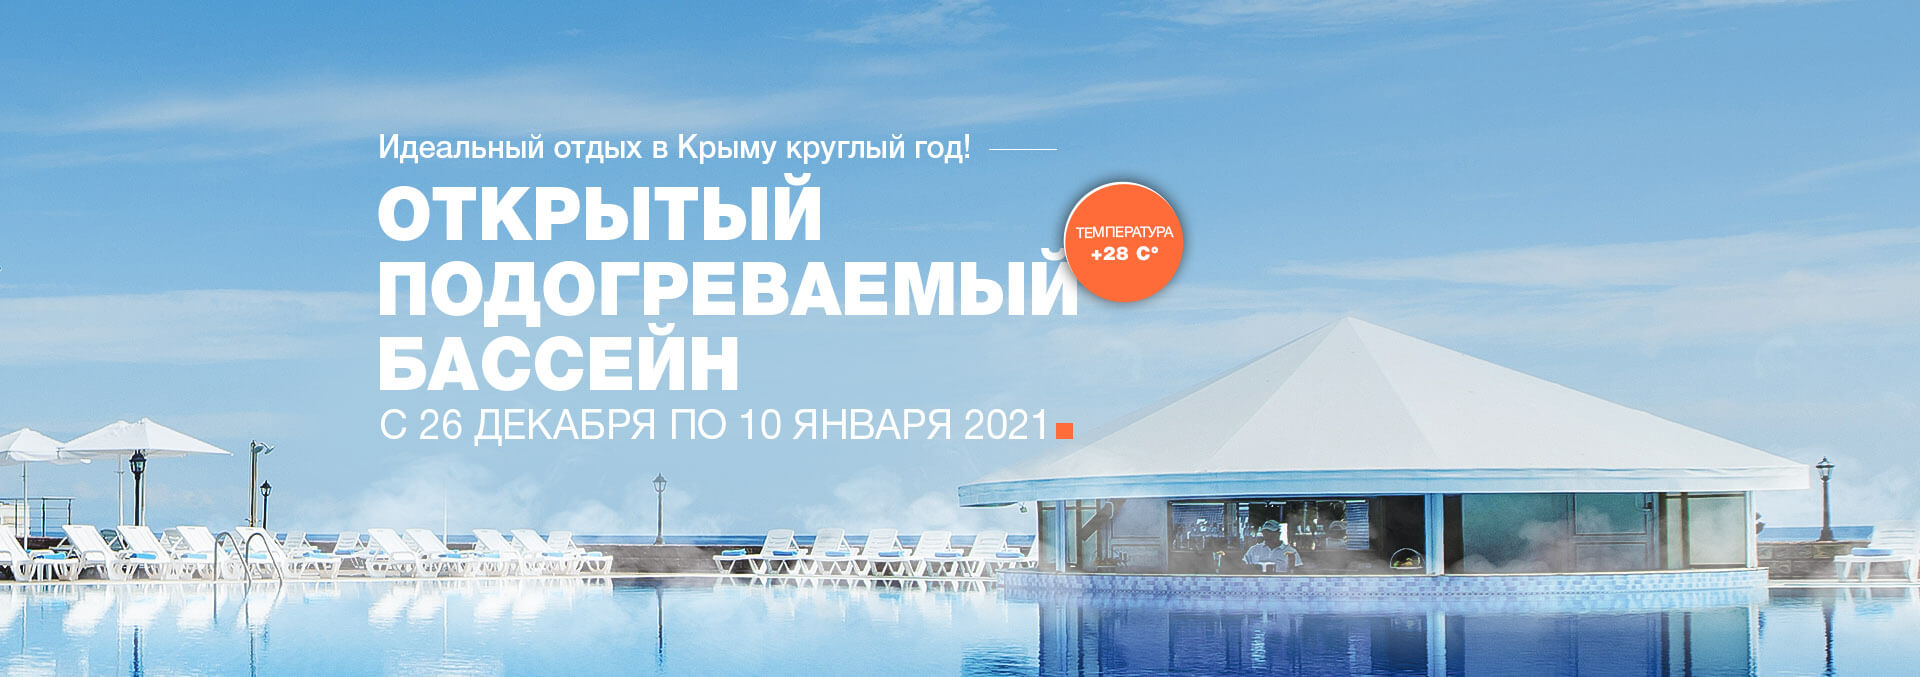 Идеальный отдых в Крыму круглый год!
ОТКРЫТЫЙ
ПОДОГРЕВАЕМЫЙ
БАССЕЙН
С 26 ДЕКАБРЯ ПО 10 ЯНВАРЯ 2021
ТЕМПЕРАТУРА
+28 С°